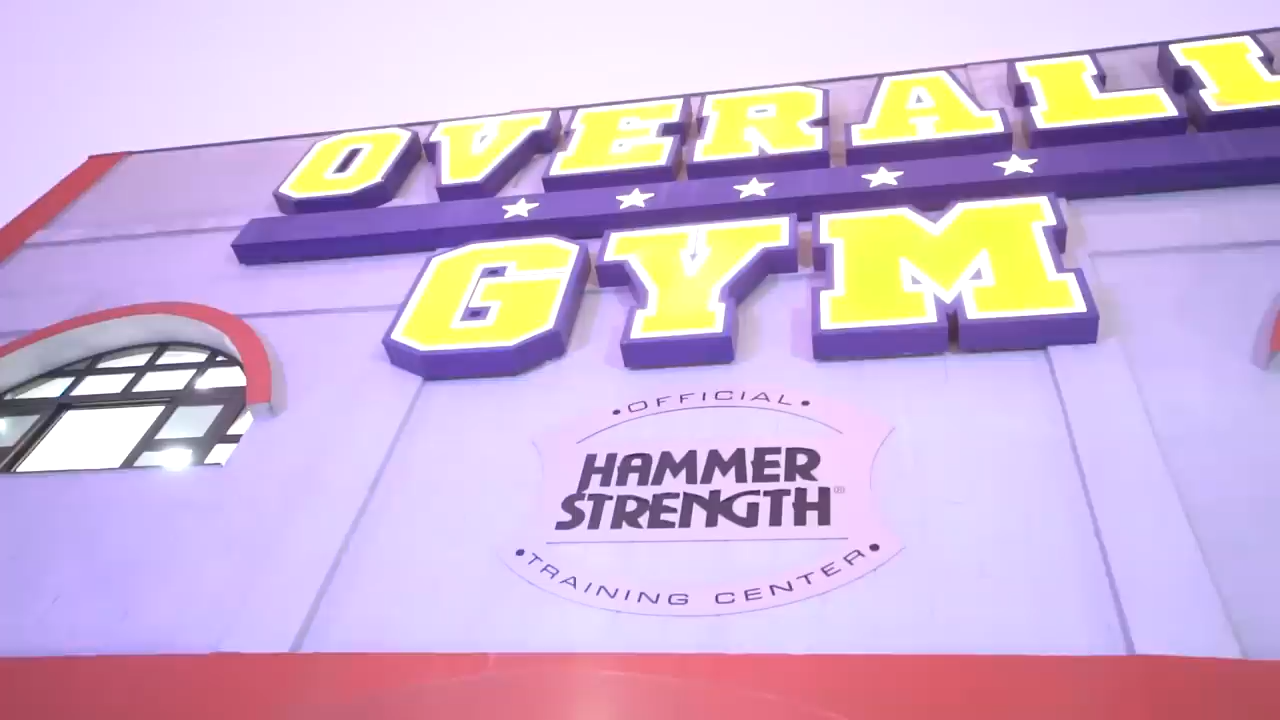 OVERALL
GYM
•OFFICIAL•
HAMMER
STRENGTH®
•TRAINING CENTER•